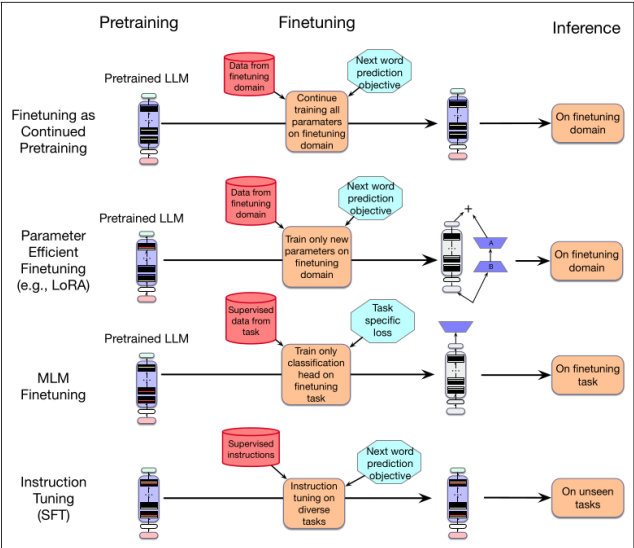 Pretraining
Finetuning
Inference
Pretrained LLM
Data from
finetuning
domain
Next word
prediction
objective
Finetuning as
Continued
Pretraining
Continue
training all
paramaters
on finetuning
domain
On finetuning
domain
Pretrained LLM
Data from
finetuning
domain
Next word
prediction
objective
+
A
B
Parameter
Efficient
Finetuning
(e.g., LoRA)
Train only new
parameters on
finetuning
domain
On finetuning
domain
Pretrained LLM
Supervised
data from
task
Task
specific
loss
MLM
Finetuning
Train only
classification
head on
finetuning
task
On finetuning
task
Supervised
instructions
Next word
prediction
objective
Instruction
Tuning
(SFT)
Instruction
tuning on
diverse
tasks
On unseen
tasks